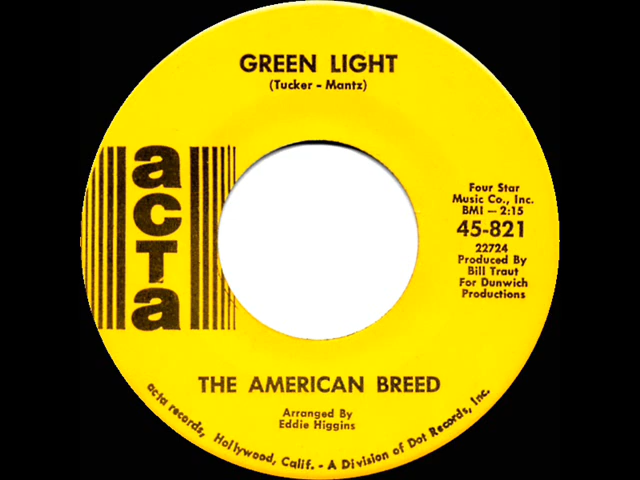 GREEN LIGHT
(Tucker - Mantz)
acta
Four Star
Music Co., Inc.
BMI — 2:15
45-821
22724
Produced By
Bill Traut
For Dunwich
Productions
THE AMERICAN BREED
Arranged By
Eddie Higgins
acta records, Hollywood, Calif. - A Division of Dot Records, Inc.